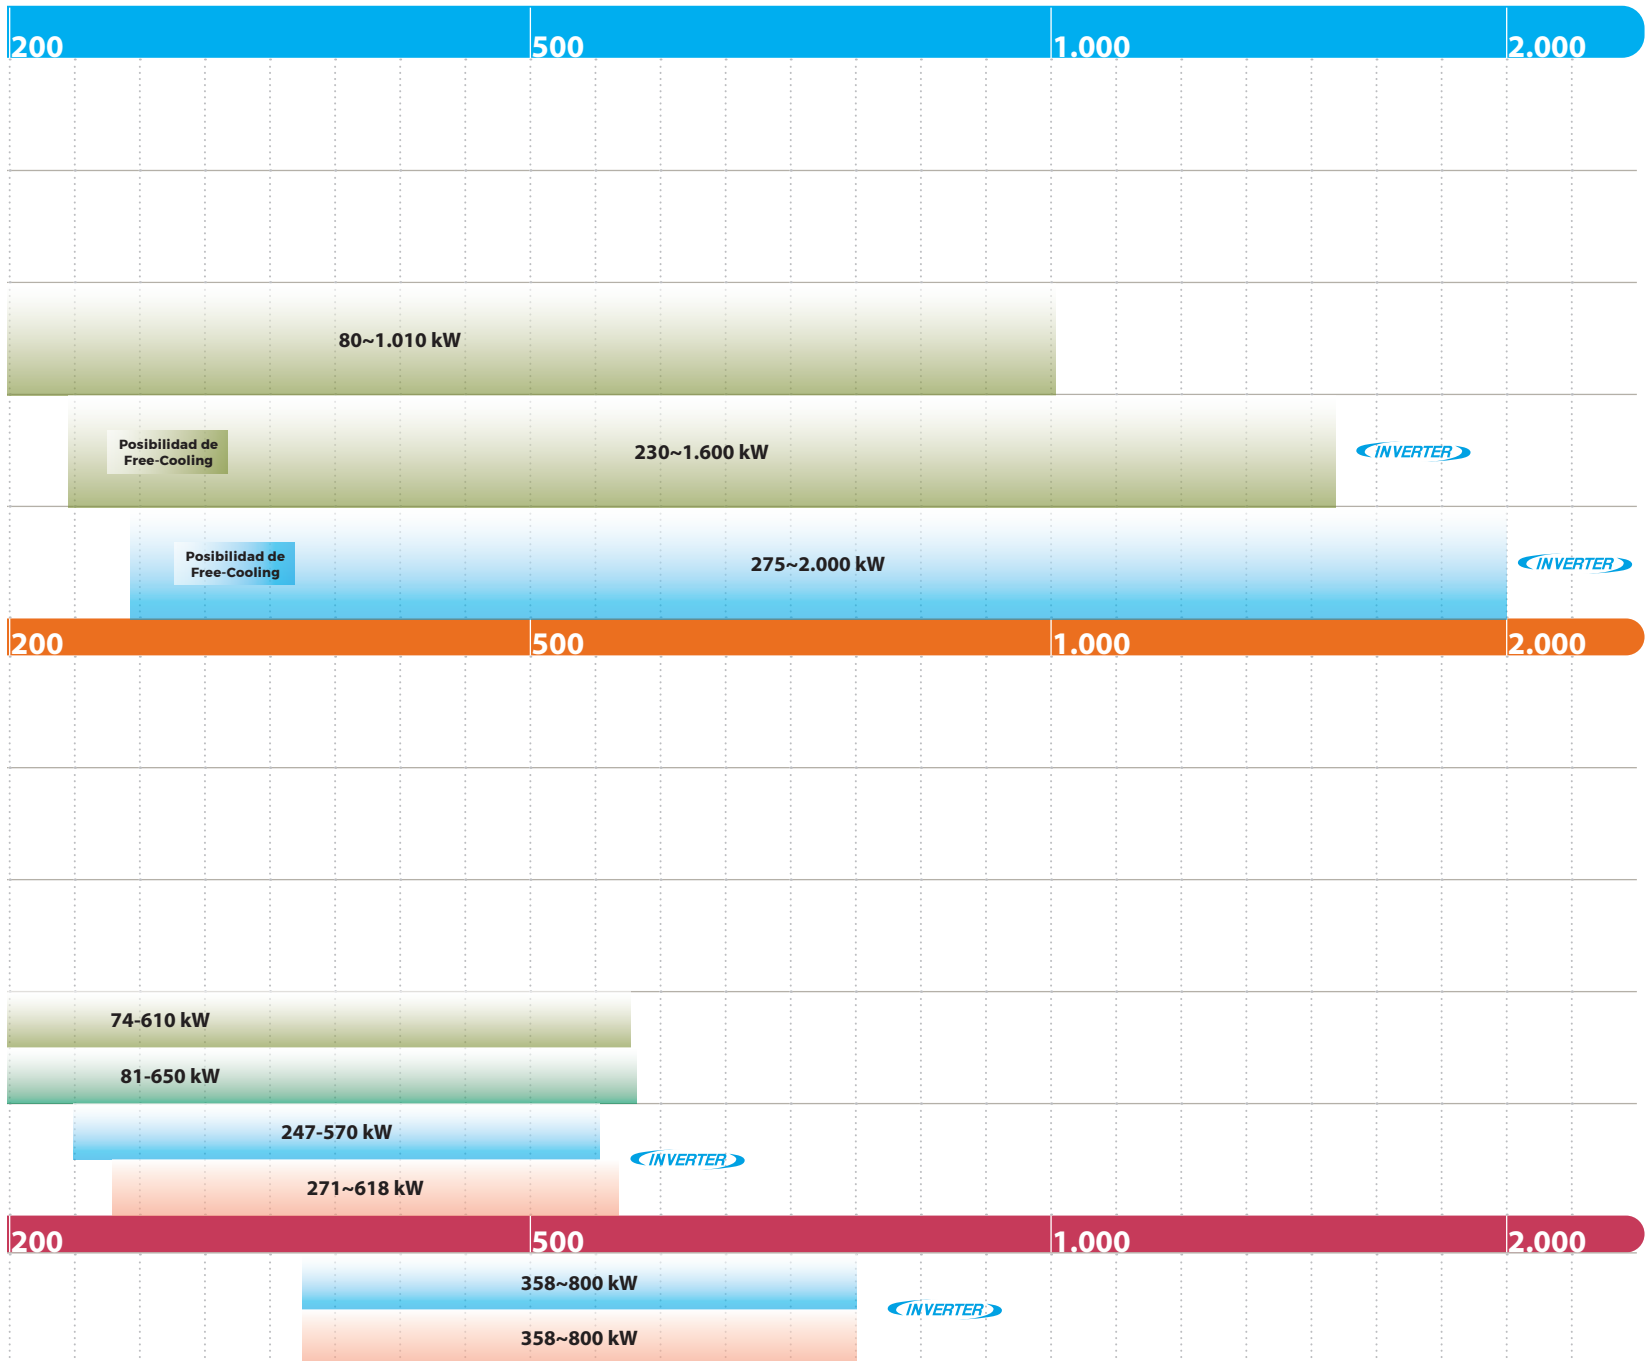 200 500 1.000 2.000
80~1.010 kW
Posibilidad de
Free-Cooling
230~1.600 kW
INVERTER
Posibilidad de
Free-Cooling
275~2.000 kW
INVERTER
200 500 1.000 2.000
74-610 kW
81-650 kW
247-570 kW
INVERTER
271~618 kW
200 500 1.000 2.000
358~800 kW
INVERTER
358~800 kW